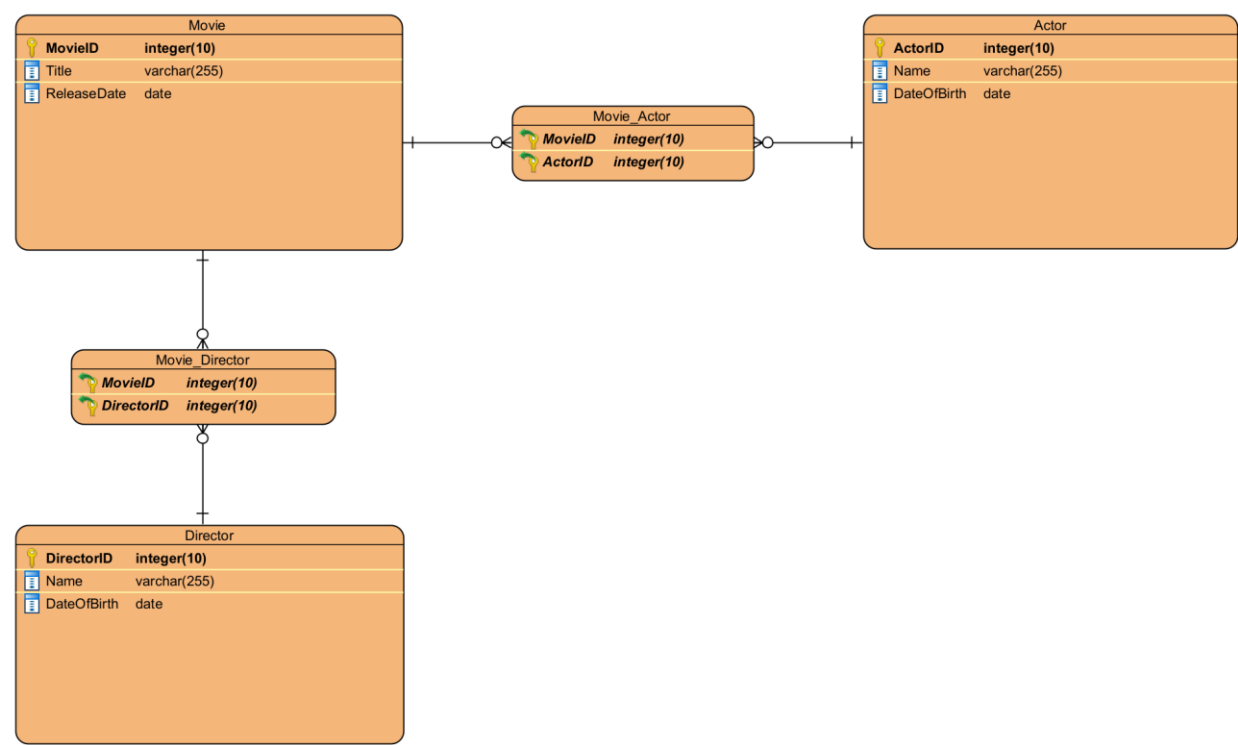 Movie
MovieID integer(10)
Title varchar(255)
ReleaseDate date
Actor
ActorID integer(10)
Name varchar(255)
DateOfBirth date
Movie_Actor
MovieID integer(10)
ActorID integer(10)
Movie_Director
MovieID integer(10)
DirectorID integer(10)
Director
DirectorID integer(10)
Name varchar(255)
DateOfBirth date